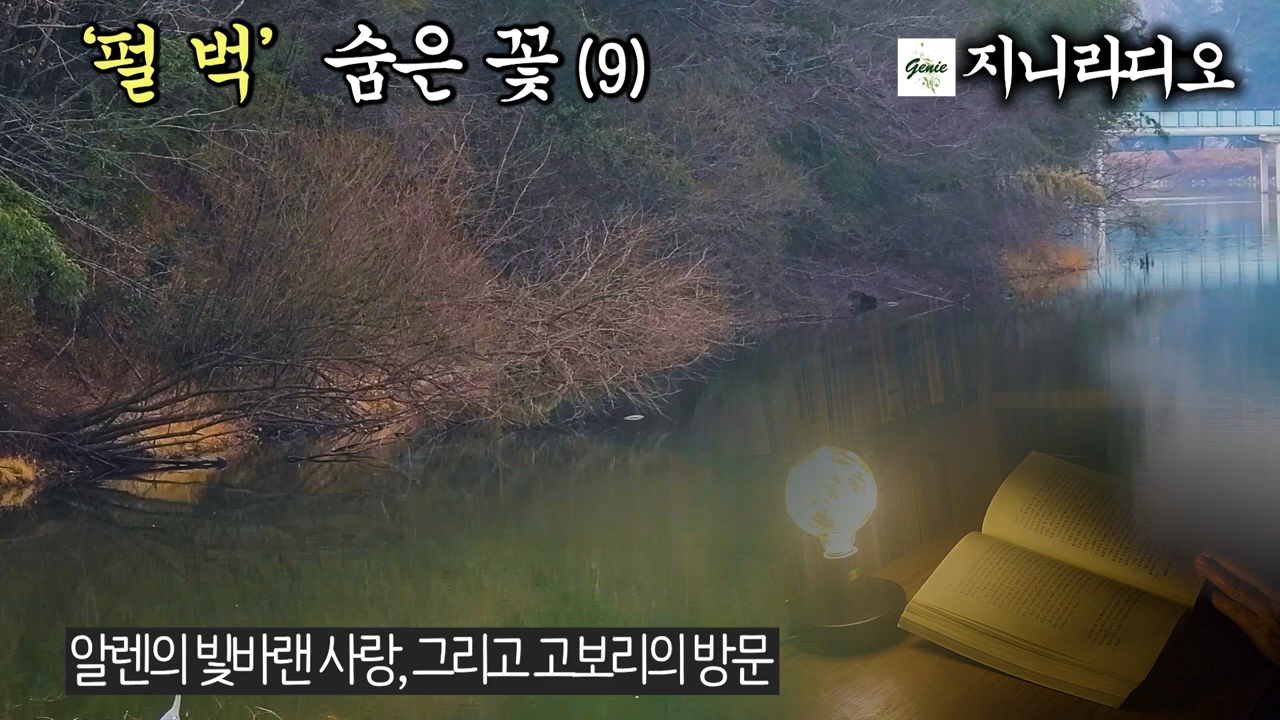 ‘펄 벅’ 숨은 꽃 (9)
Genie 지니라디오
알렌의 빛바랜 사랑, 그리고 고보리의 방문